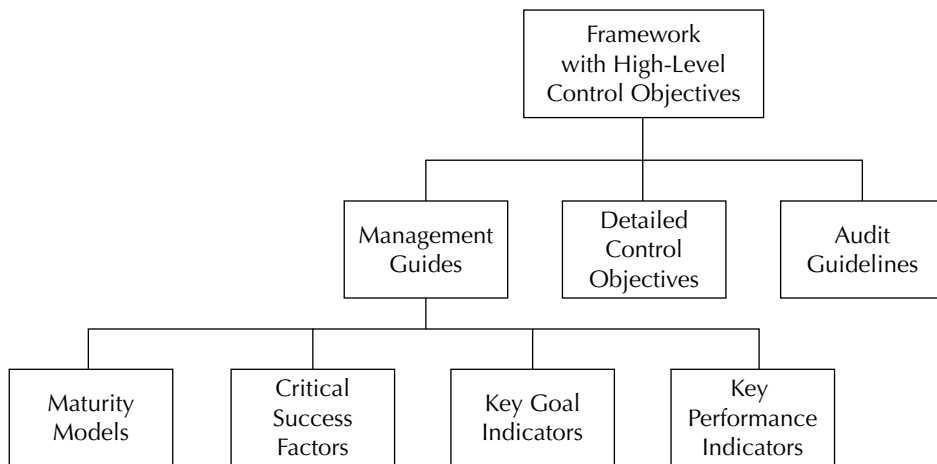 Framework
with High-Level
Control Objectives
Management
Guides
Detailed
Control
Objectives
Audit
Guidelines
Maturity
Models
Critical
Success
Factors
Key Goal
Indicators
Key
Performance
Indicators